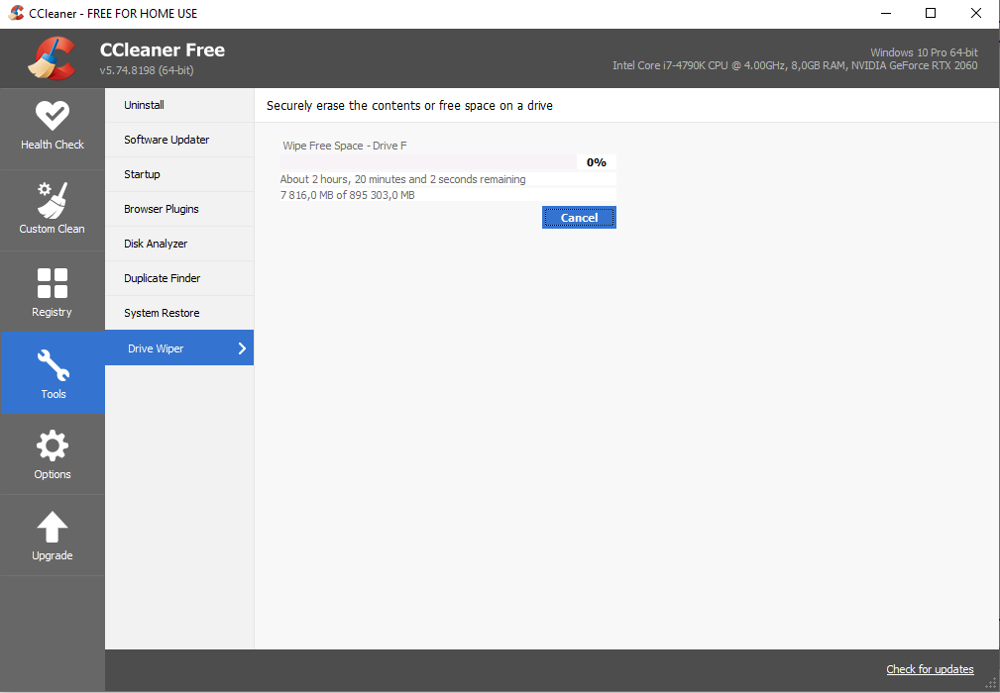 CCleaner - FREE FOR HOME USE
CCleaner Free
v5.74.8198 (64-bit)
Windows 10 Pro 64-bit
Intel Core i7-4790K CPU @ 4.00GHz, 8,0GB RAM, NVIDIA GeForce RTX 2060
Health Check
Custom Clean
Registry
Tools
Options
Upgrade
Uninstall
Software Updater
Startup
Browser Plugins
Disk Analyzer
Duplicate Finder
System Restore
Drive Wiper
Securely erase the contents or free space on a drive
Wipe Free Space - Drive F
0%
About 2 hours, 20 minutes and 2 seconds remaining
7 816,0 MB of 895 303,0 MB
Cancel
Check for updates